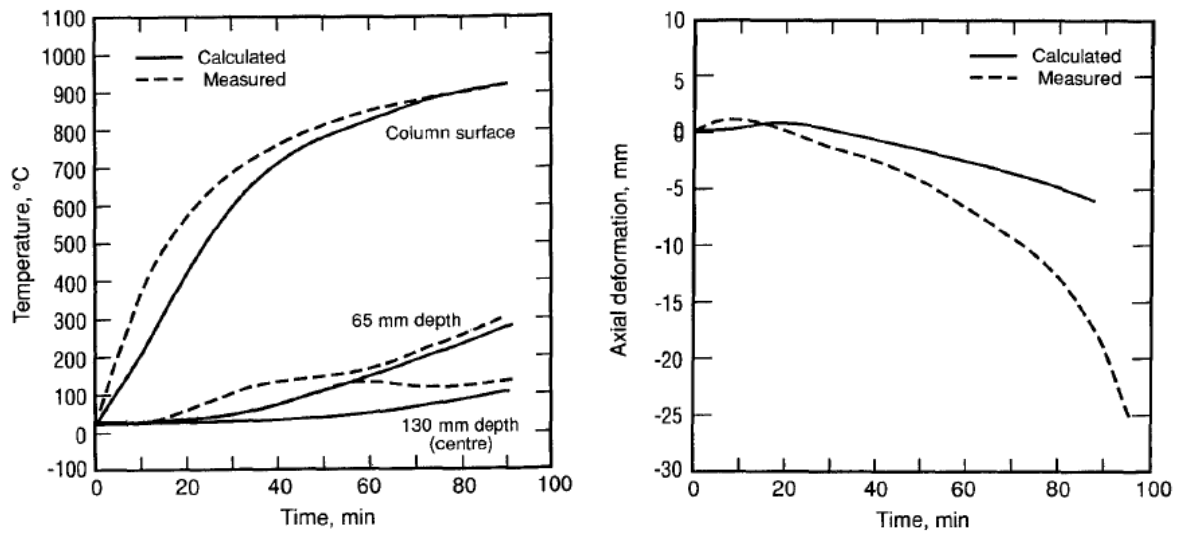 1100
1000
900
800
700
600
500
400
300
200
100
0
-100
Temperature, °C
Calculated
Measured
Column surface
65 mm depth
130 mm depth
(centre)
0 20 40 60 80 100
Time, min
10
5
0
-5
-10
-15
-20
-25
-30
Axial deformation, mm
Calculated
Measured
0 20 40 60 80 100
Time, min